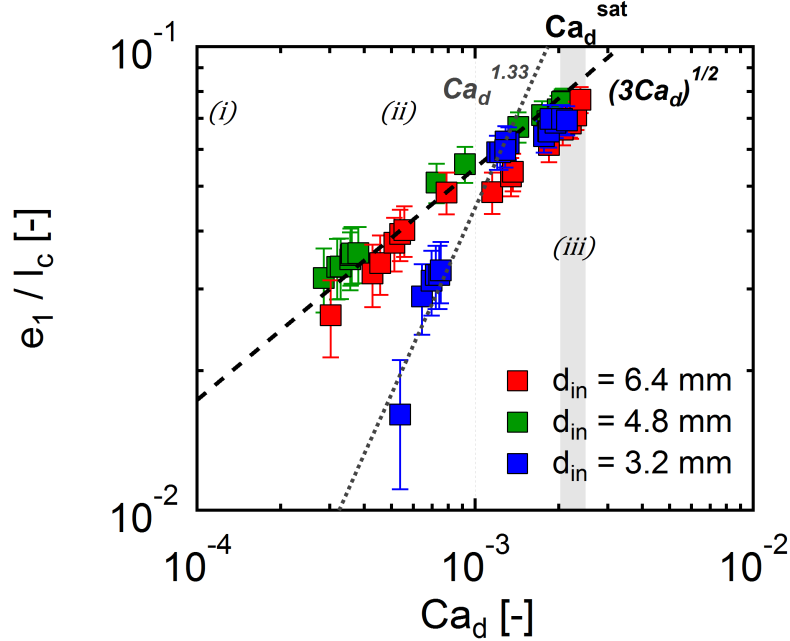 Ca_d^sat
10^-1
Ca_d^1.33
(3Ca_d)^1/2
(i)
(ii)
(iii)
e_1 / l_c [-]
d_in = 6.4 mm
d_in = 4.8 mm
d_in = 3.2 mm
10^-2
10^-4
10^-3
10^-2
Ca_d [-]